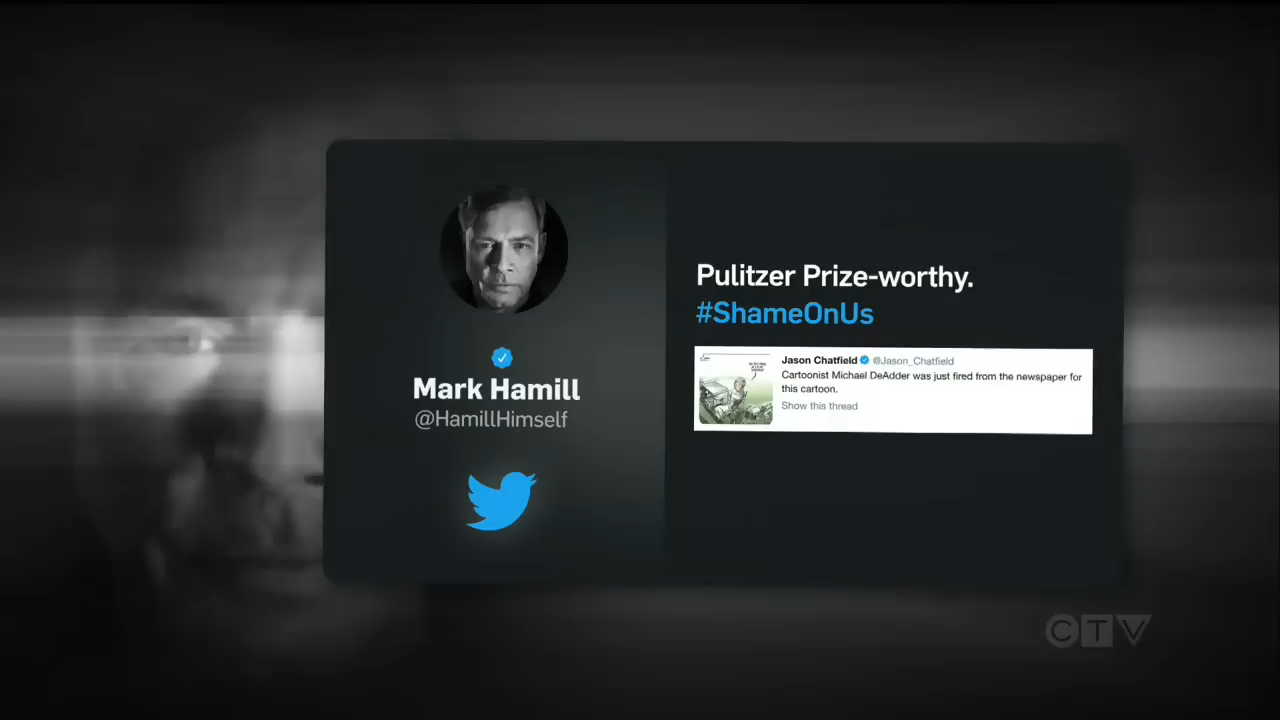 Pulitzer Prize-worthy.
#ShameOnUs
Mark Hamill
@HamillHimself
Jason Chatfield @Jason_Chatfield
Cartoonist Michael DeAdder was just fired from the newspaper for
this cartoon.
Show this thread
CTV